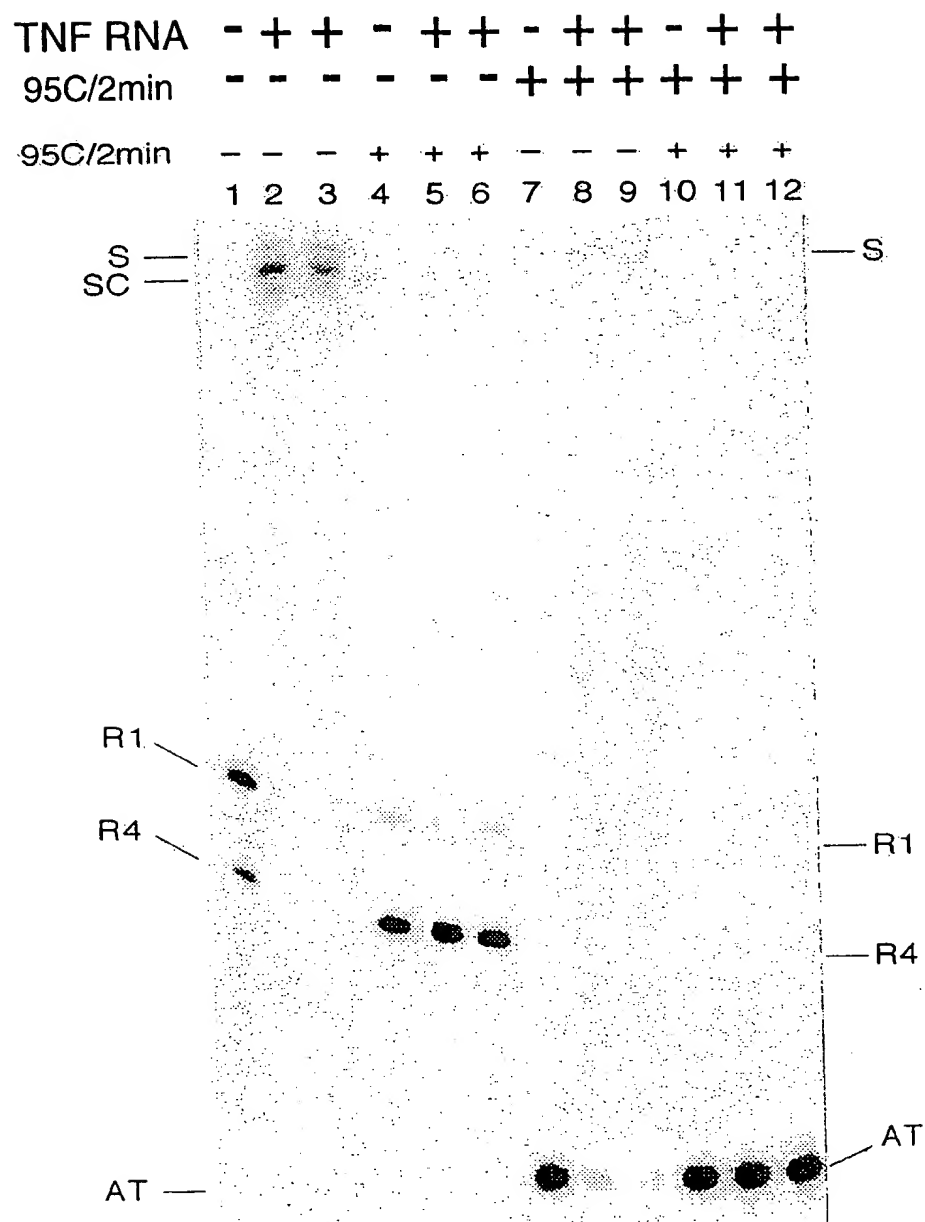 TNF RNA - + + - + + - + + - + +
95C/2min - - - - - - + + + + + +
95C/2min - - - + + + - - - + + +
1 2 3 4 5 6 7 8 9 10 11 12
S S
SC
R1
R4
R1
R4
AT
AT